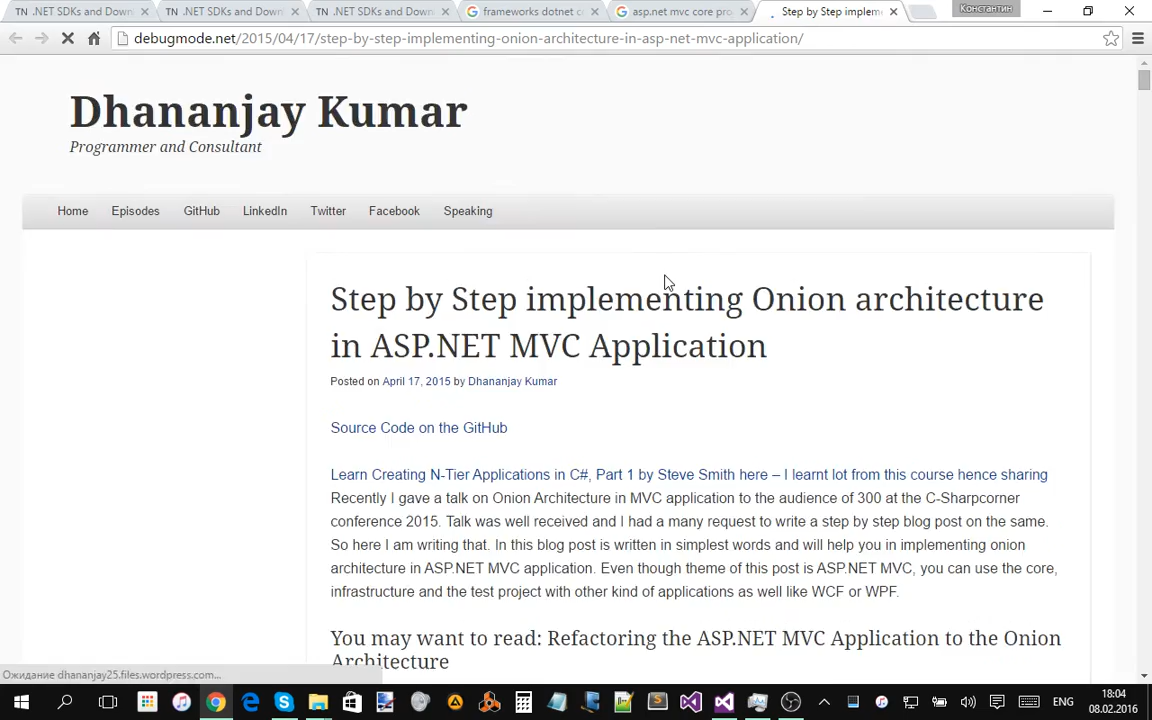 TN .NET SDKs and Down
TN .NET SDKs and Down
TN .NET SDKs and Down
frameworks dotnet c
asp.net mvc core pro
Step by Step implem
Константин
debugmode.net/2015/04/17/step-by-step-implementing-onion-architecture-in-asp-net-mvc-application/
Dhananjay Kumar
Programmer and Consultant
Home Episodes GitHub LinkedIn Twitter Facebook Speaking
Step by Step implementing Onion architecture
in ASP.NET MVC Application
Posted on April 17, 2015 by Dhananjay Kumar
Source Code on the GitHub
Learn Creating N-Tier Applications in C#, Part 1 by Steve Smith here – I learnt lot from this course hence sharing
Recently I gave a talk on Onion Architecture in MVC application to the audience of 300 at the C-Sharpcorner
conference 2015. Talk was well received and I had a many request to write a step by step blog post on the same.
So here I am writing that. In this blog post is written in simplest words and will help you in implementing onion
architecture in ASP.NET MVC application. Even though theme of this post is ASP.NET MVC, you can use the core,
infrastructure and the test project with other kind of applications as well like WCF or WPF.
You may want to read: Refactoring the ASP.NET MVC Application to the Onion
Architecture
Ожидание dhananjay25.files.wordpress.com...
ENG
18:04
08.02.2016